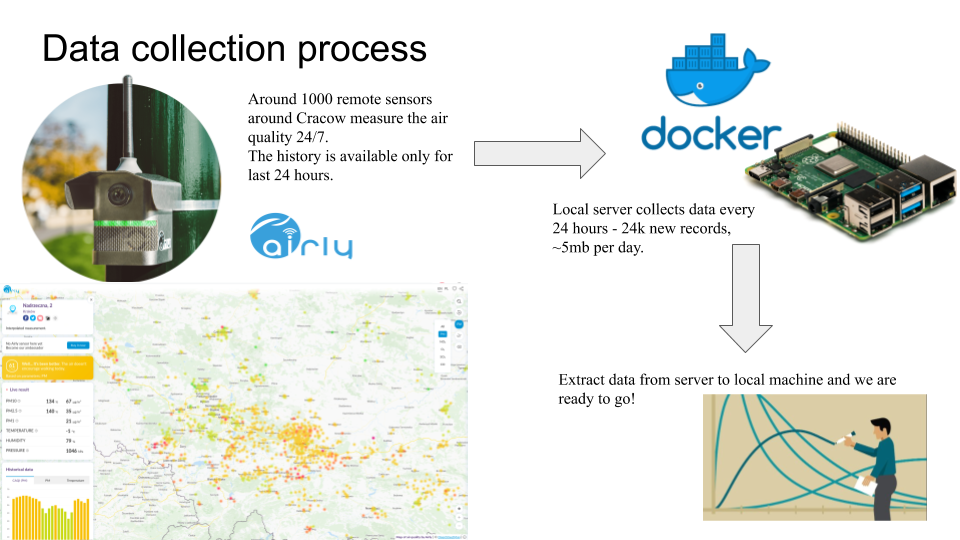 Data collection process
Around 1000 remote sensors
around Cracow measure the air
quality 24/7.
The history is available only for
last 24 hours.
airly
docker
Local server collects data every
24 hours - 24k new records,
~5mb per day.
Extract data from server to local machine and we are
ready to go!
Nadrzeczna, 2
Live result
PM10 134 % 67
PM2.5 140 % 35
PM1 21
TEMPERATURE -1 °c
HUMIDITY 79 %
PRESSURE 1046
Historical data